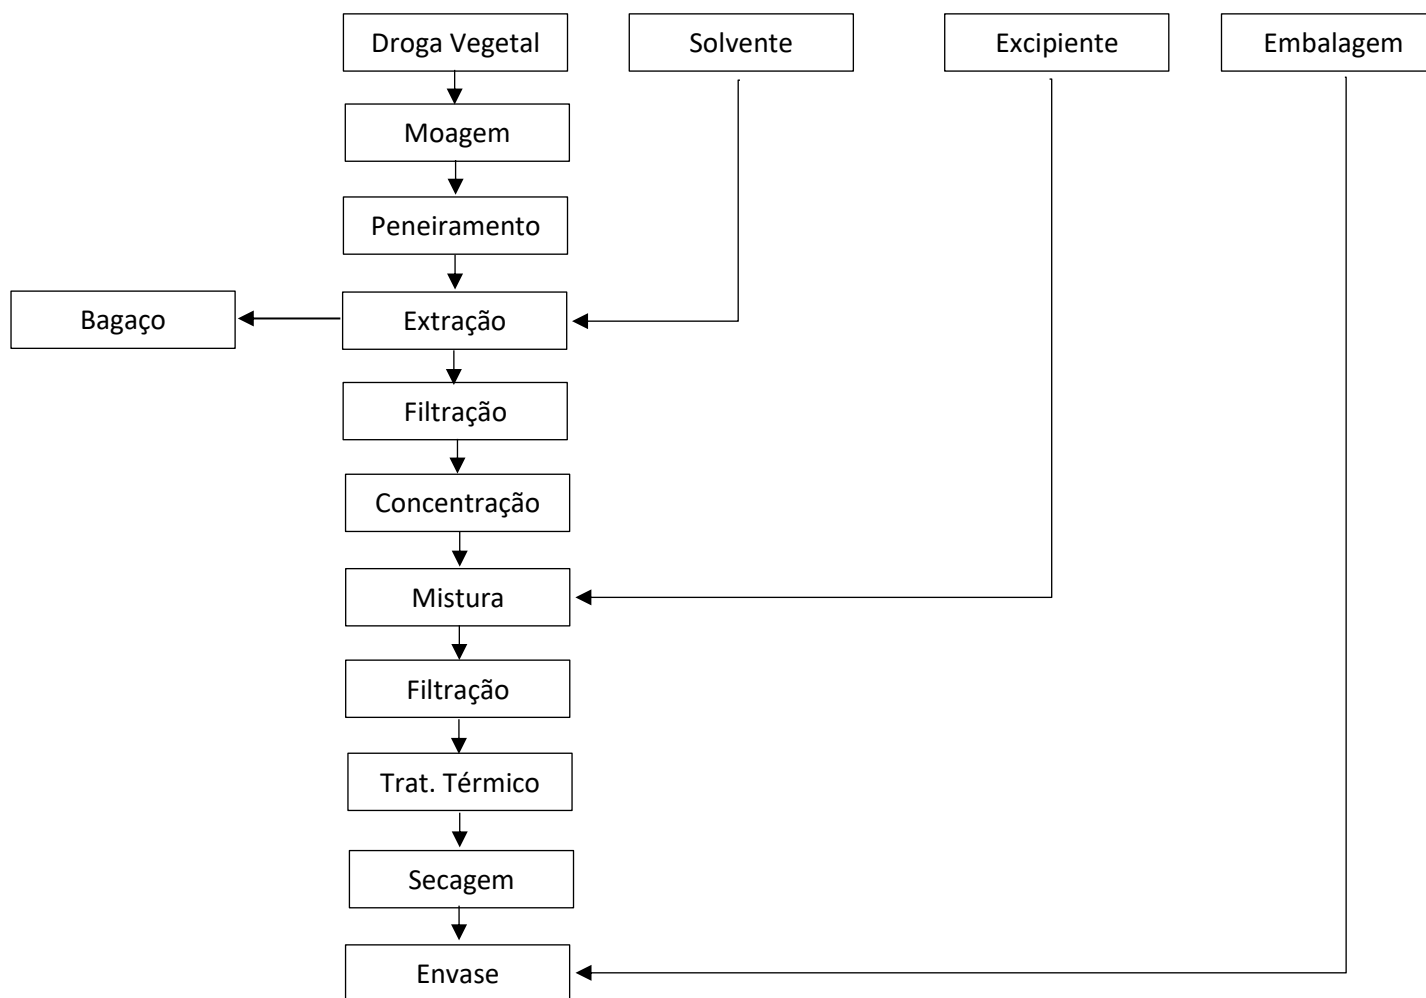 Droga Vegetal
Solvente
Excipiente
Embalagem
Moagem
Peneiramento
Bagaço
Extração
Filtração
Concentração
Mistura
Filtração
Trat. Térmico
Secagem
Envase